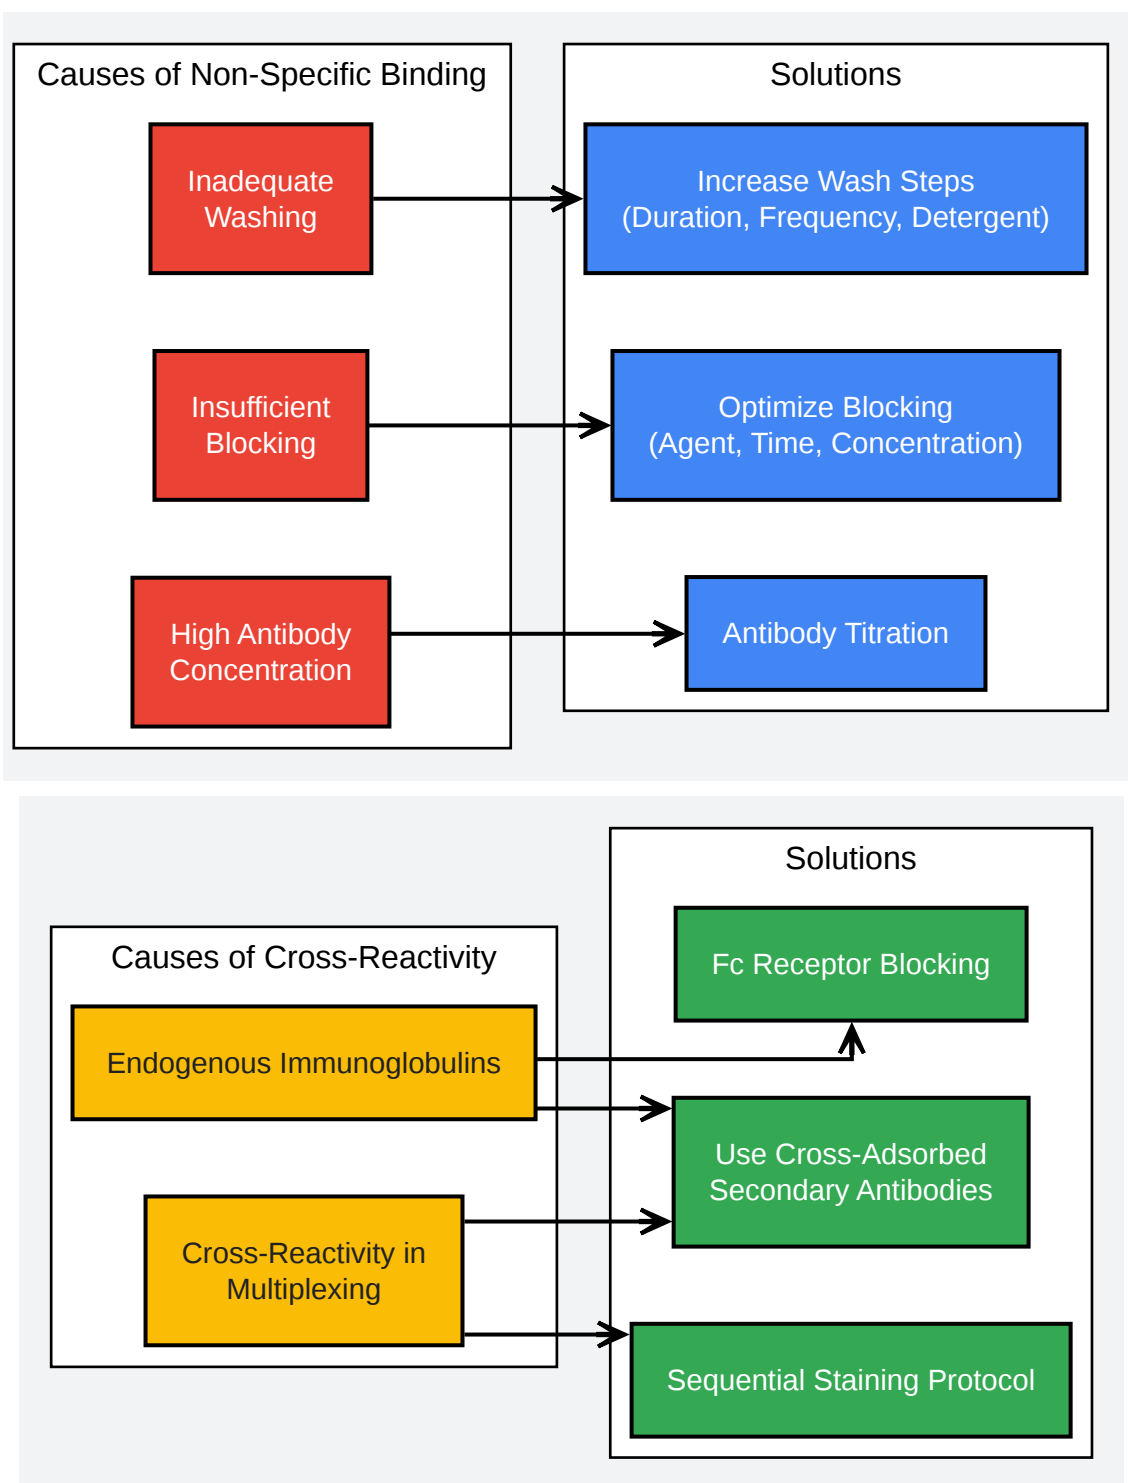 Causes of Non-Specific Binding
Solutions
Inadequate
Washing
Increase Wash Steps
(Duration, Frequency, Detergent)
Insufficient
Blocking
Optimize Blocking
(Agent, Time, Concentration)
High Antibody
Concentration
Antibody Titration
Solutions
Causes of Cross-Reactivity
Fc Receptor Blocking
Endogenous Immunoglobulins
Use Cross-Adsorbed
Secondary Antibodies
Cross-Reactivity in
Multiplexing
Sequential Staining Protocol